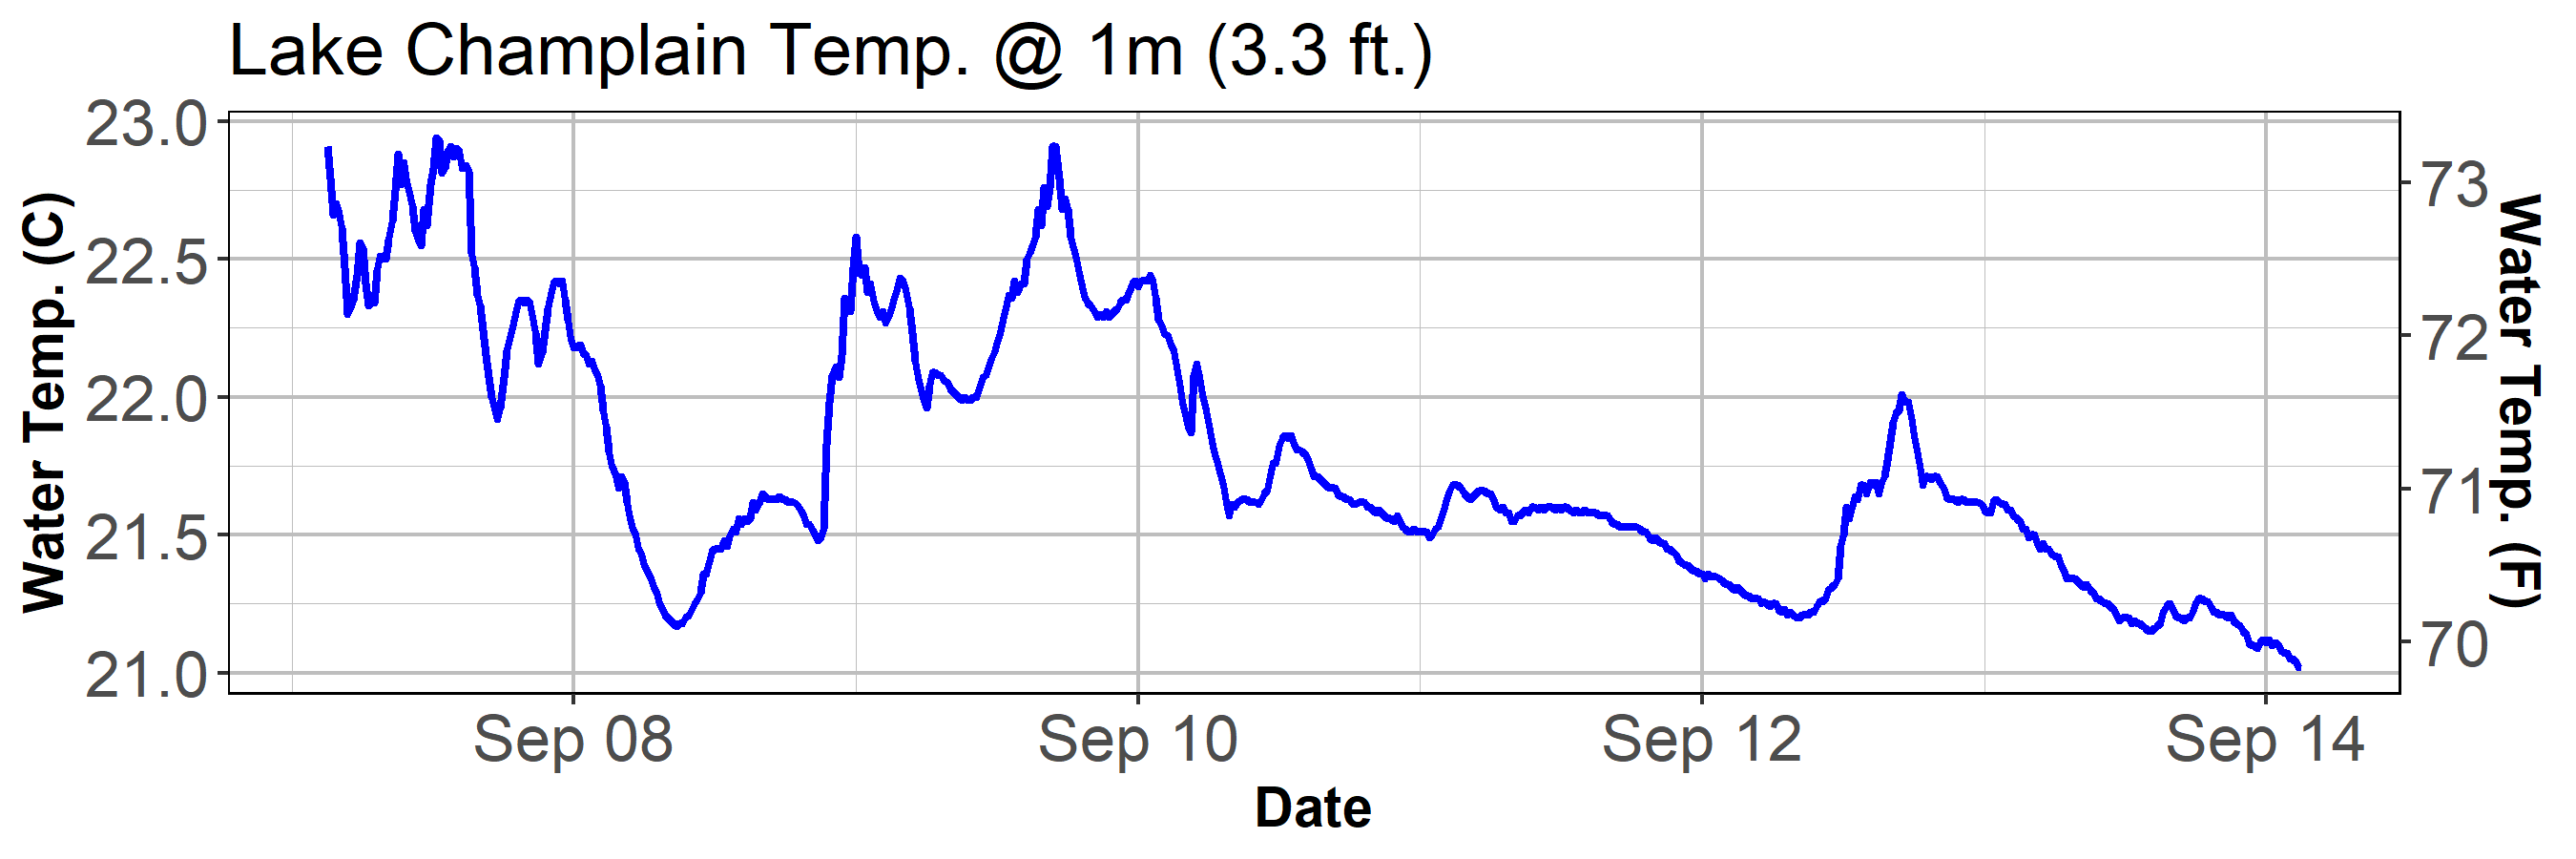 Lake Champlain Temp. @ 1m (3.3 ft.)
Water Temp. (C)
23.0
22.5
22.0
21.5
21.0
73
72
71
70
Water Temp. (F)
Sep 08
Sep 10
Sep 12
Sep 14
Date